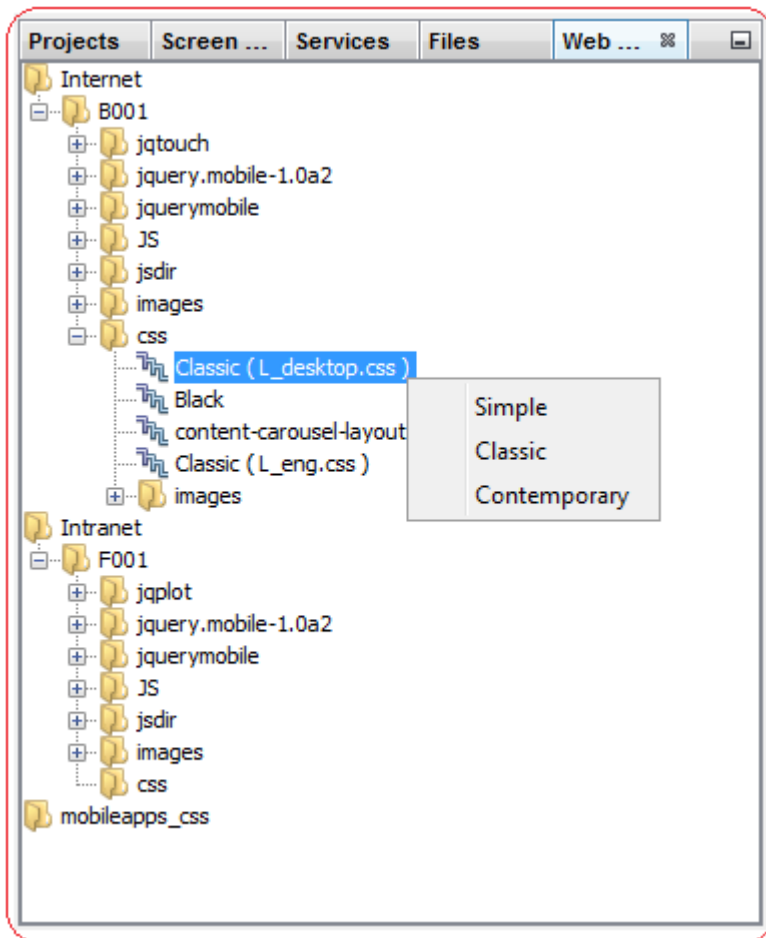 Projects Screen ... Services Files Web ...
Internet
B001
jqtouch
jquery.mobile-1.0a2
jquerymobile
JS
jsdir
images
css
Classic ( L_desktop.css )
Black
content-carousel-layout
Classic ( L_eng.css )
images
Simple
Classic
Contemporary
Intranet
F001
jqplot
jquery.mobile-1.0a2
jquerymobile
JS
jsdir
images
css
mobileapps_css